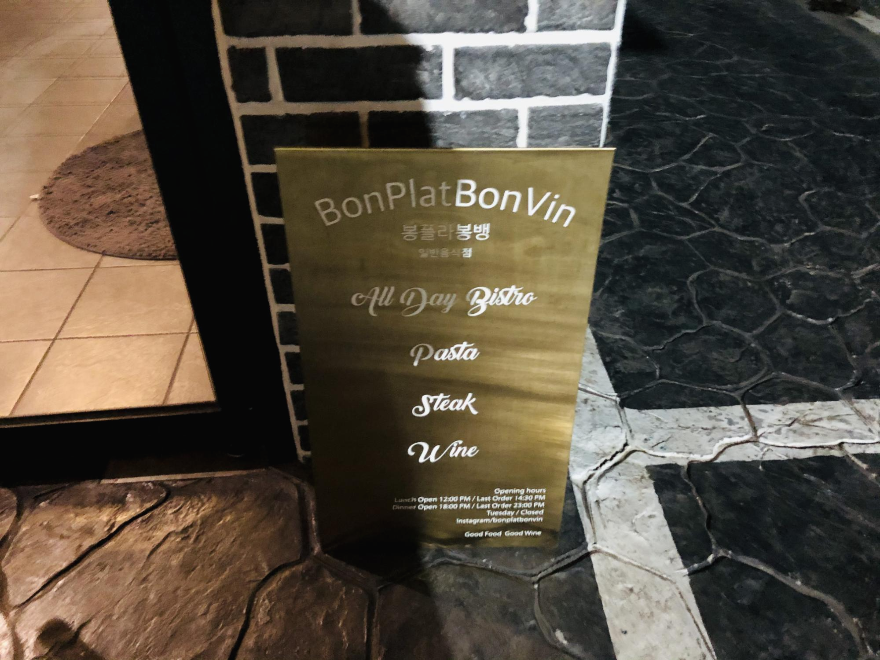 BonPlatBonVin
봉플라봉뱅
일반음식점
All Day Bistro
Pasta
Steak
Wine
Opening hours
Lunch Open 12:00 PM / Last Order 14:30 PM
Dinner Open 18:00 PM / Last Order 23:00 PM
Tuesday / Closed
Instagram/bonplatbonvin
Good Food Good Wine